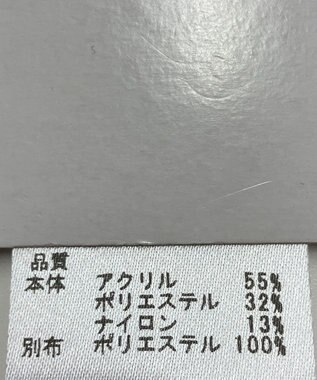 品質
本体 アクリル 55%
ポリエステル 32%
ナイロン 13%
別布 ポリエステル 100%